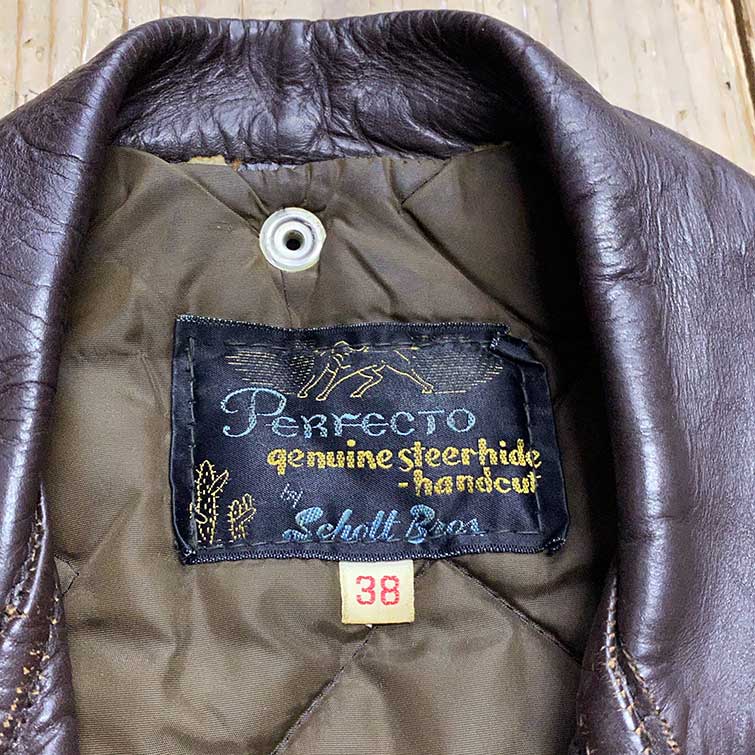 Perfecto
genuine steerhide
-handcut
by
Schott Bros
38